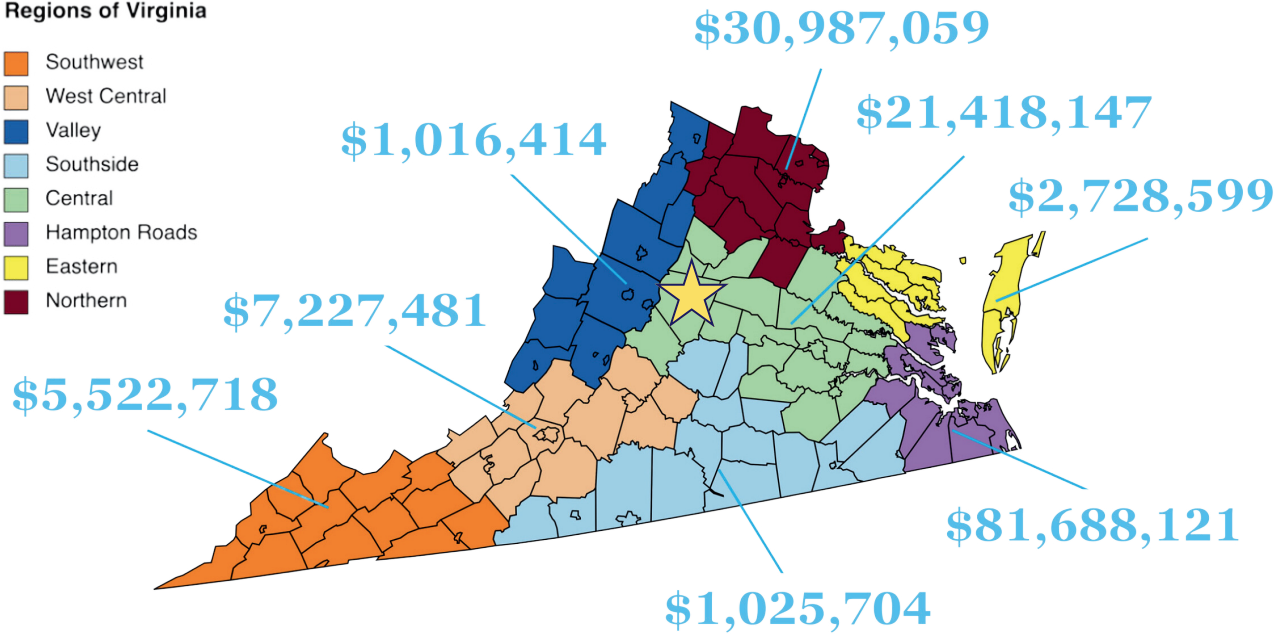 Regions of Virginia
Southwest
West Central
Valley
Southside
Central
Hampton Roads
Eastern
Northern
$30,987,059
$21,418,147
$1,016,414
$2,728,599
$7,227,481
$5,522,718
$81,688,121
$1,025,704